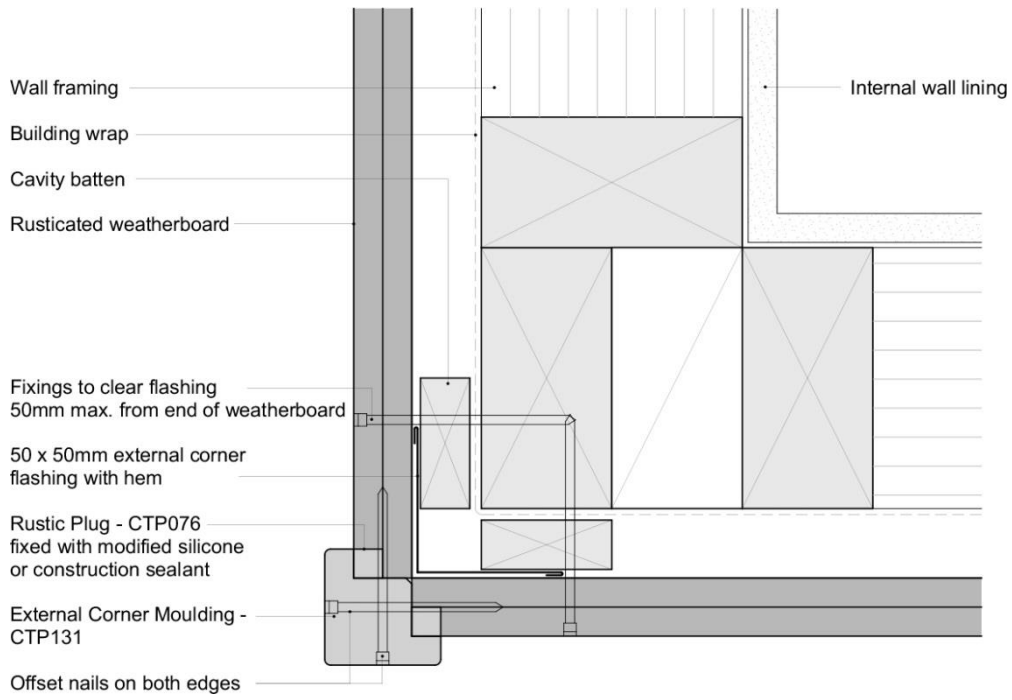 Wall framing
Internal wall lining
Building wrap
Cavity batten
Rusticated weatherboard
Fixings to clear flashing
50mm max. from end of weatherboard
50 x 50mm external corner
flashing with hem
Rustic Plug - CTP076
fixed with modified silicone
or construction sealant
External Corner Moulding -
CTP131
Offset nails on both edges